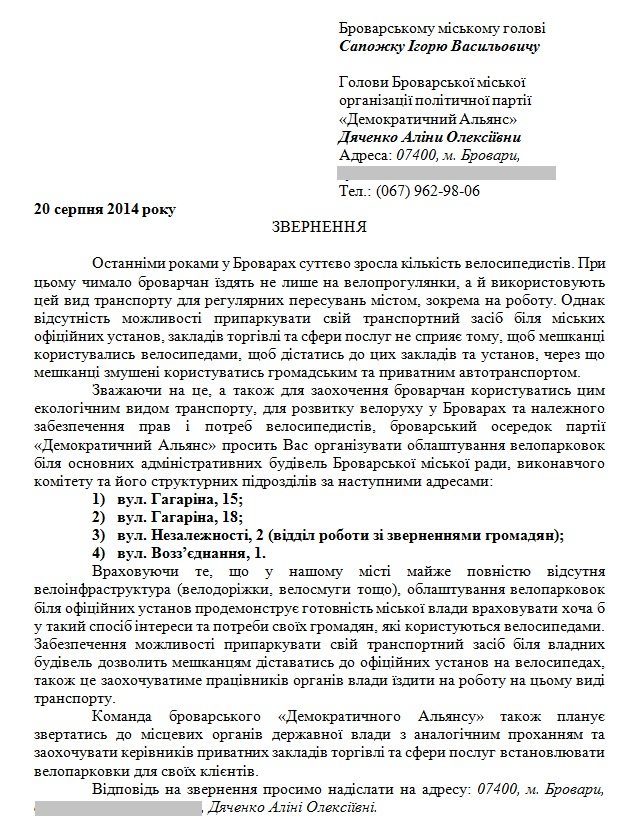 Броварському міському голові
Сапожку Ігорю Васильовичу
Голови Броварської міської
організації політичної партії
«Демократичний Альянс»
Дяченко Аліни Олексіївни
Адреса: 07400, м. Бровари,
Тел.: (067) 962-98-06
20 серпня 2014 року
ЗВЕРНЕННЯ
Останніми роками у Броварах суттєво зросла кількість велосипедистів. При
цьому чимало броварчан їздять не лише на велопрогулянки, а й використовують
цей вид транспорту для регулярних пересувань містом, зокрема на роботу. Однак
відсутність можливості припаркувати свій транспортний засіб біля міських
офіційних установ, закладів торгівлі та сфери послуг не сприяє тому, щоб мешканці
користувались велосипедами, щоб дістатись до цих закладів та установ, через що
мешканці змушені користуватись громадським та приватним автотранспортом.
Зважаючи на це, а також для заохочення броварчан користуватись цим
екологічним видом транспорту, для розвитку велоруху у Броварах та належного
забезпечення прав і потреб велосипедистів, броварський осередок партії
«Демократичний Альянс» просить Вас організувати облаштування велопарковок
біля основних адміністративних будівель Броварської міської ради, виконавчого
комітету та його структурних підрозділів за наступними адресами:
1) вул. Гагаріна, 15;
2) вул. Гагаріна, 18;
3) вул. Незалежності, 2 (відділ роботи зі зверненнями громадян);
4) вул. Возз’єднання, 1.
Враховуючи те, що у нашому місті майже повністю відсутня
велоінфраструктура (велодоріжки, велосмуги тощо), облаштування велопарковок
біля офіційних установ продемонструє готовність міської влади враховувати хоча б
у такий спосіб інтереси та потреби своїх громадян, які користуються велосипедами.
Забезпечення можливості припаркувати свій транспортний засіб біля владних
будівель дозволить мешканцям діставатись до офіційних установ на велосипедах,
також це заохочуватиме працівників органів влади їздити на роботу на цьому виді
транспорту.
Команда броварського «Демократичного Альянсу» також планує
звертатись до місцевих органів державної влади з аналогічним проханням та
заохочувати керівників приватних закладів торгівлі та сфери послуг встановлювати
велопарковки для своїх клієнтів.
Відповідь на звернення просимо надіслати на адресу: 07400, м. Бровари,
, Дяченко Аліні Олексіївні.